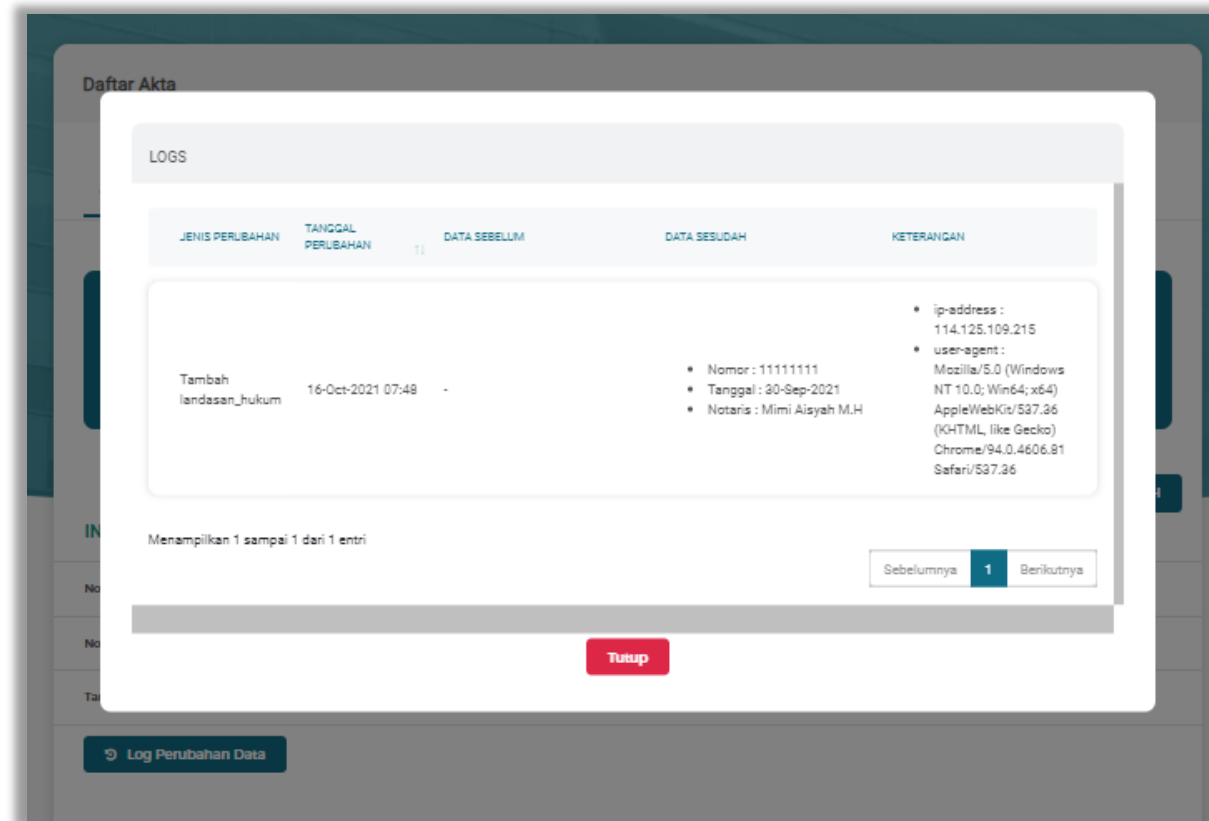 Daftar Akta
LOGS
JENIS PERUBAHAN
TANGGAL
PERUBAHAN
DATA SEBELUM
DATA SESUDAH
KETERANGAN
Tambah
landasan_hukum
16-Oct-2021 07:48
-
• Nomor : 11111111
• Tanggal : 30-Sep-2021
• Notaris : Mimi Aisyah M.H
• ip-address :
114.125.109.215
• user-agent :
Mozilla/5.0 (Windows
NT 10.0; Win64; x64)
AppleWebKit/537.36
(KHTML, like Gecko)
Chrome/94.0.4606.81
Safari/537.36
Menampilkan 1 sampai 1 dari 1 entri
Sebelumnya 1 Berikutnya
Tutup
Log Perubahan Data